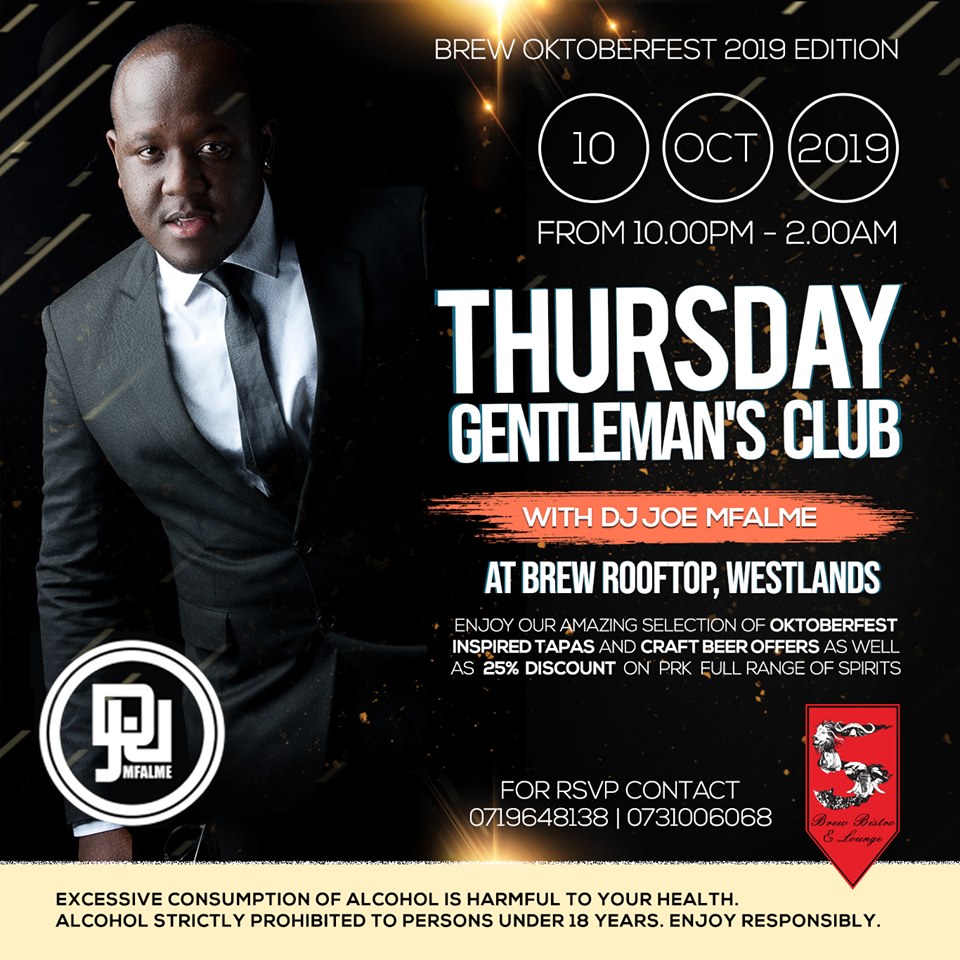 BREW OKTOBERFEST 2019 EDITION
10 OCT 2019
FROM 10.00PM - 2.00AM
THURSDAY
GENTLEMAN'S CLUB
WITH DJ JOE MFALME
AT BREW ROOFTOP, WESTLANDS
ENJOY OUR AMAZING SELECTION OF OKTOBERFEST
INSPIRED TAPAS AND CRAFT BEER OFFERS AS WELL
AS 25% DISCOUNT ON PRK FULL RANGE OF SPIRITS
DJ
MFALME
FOR RSVP CONTACT
0719648138 | 0731006068
5
Brew Bistro
& Lounge
EXCESSIVE CONSUMPTION OF ALCOHOL IS HARMFUL TO YOUR HEALTH.
ALCOHOL STRICTLY PROHIBITED TO PERSONS UNDER 18 YEARS. ENJOY RESPONSIBLY.